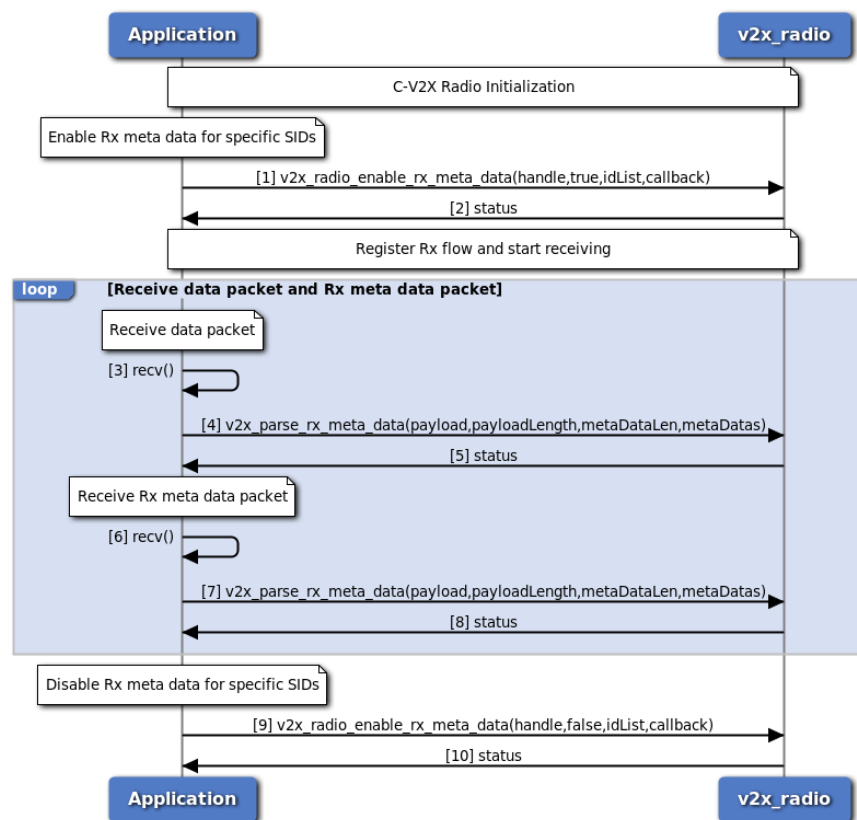 Application
v2x_radio
C-V2X Radio Initialization
Enable Rx meta data for specific SIDs
[1] v2x_radio_enable_rx_meta_data(handle,true,idList,callback)
[2] status
Register Rx flow and start receiving
loop
[Receive data packet and Rx meta data packet]
Receive data packet
[3] recv()
[4] v2x_parse_rx_meta_data(payload,payloadLength,metaDataLen,metaDatas)
[5] status
Receive Rx meta data packet
[6] recv()
[7] v2x_parse_rx_meta_data(payload,payloadLength,metaDataLen,metaDatas)
[8] status
Disable Rx meta data for specific SIDs
[9] v2x_radio_enable_rx_meta_data(handle,false,idList,callback)
[10] status
Application
v2x_radio